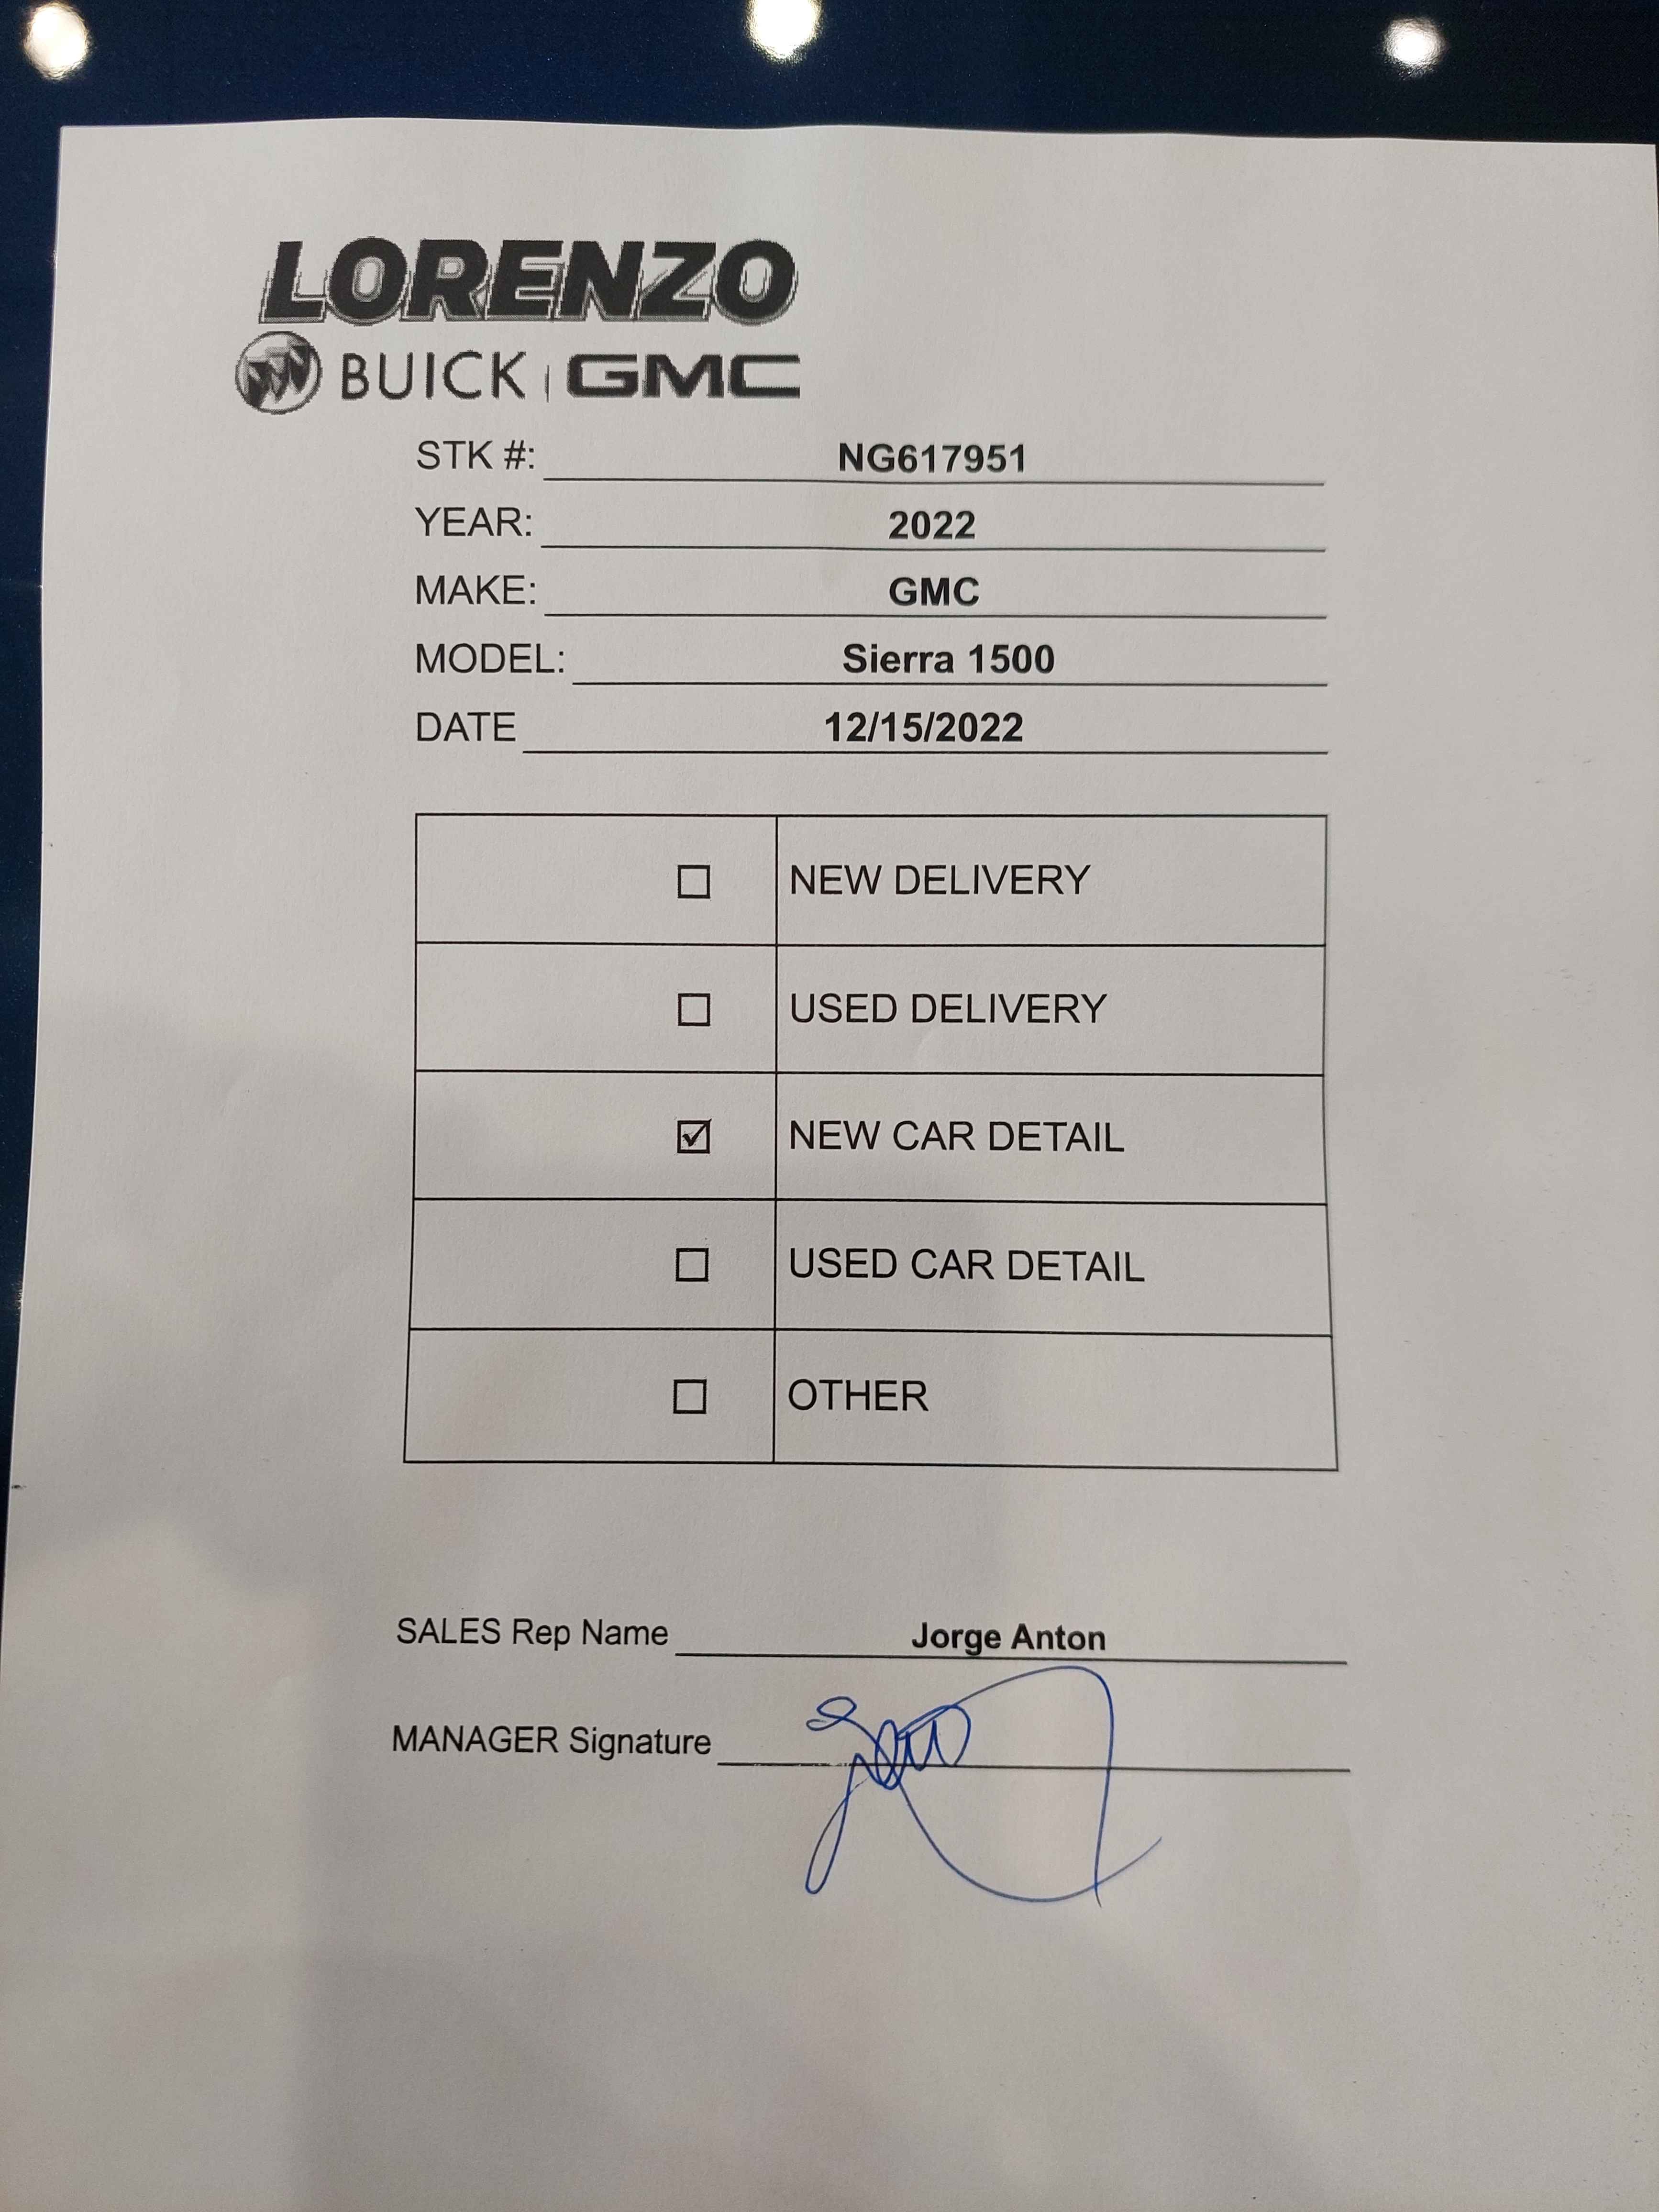 LORENZO
BUICK | GMC
STK #: NG617951
YEAR: 2022
MAKE: GMC
MODEL: Sierra 1500
DATE 12/15/2022
☐ NEW DELIVERY
☐ USED DELIVERY
☑ NEW CAR DETAIL
☐ USED CAR DETAIL
☐ OTHER
SALES Rep Name Jorge Anton
MANAGER Signature